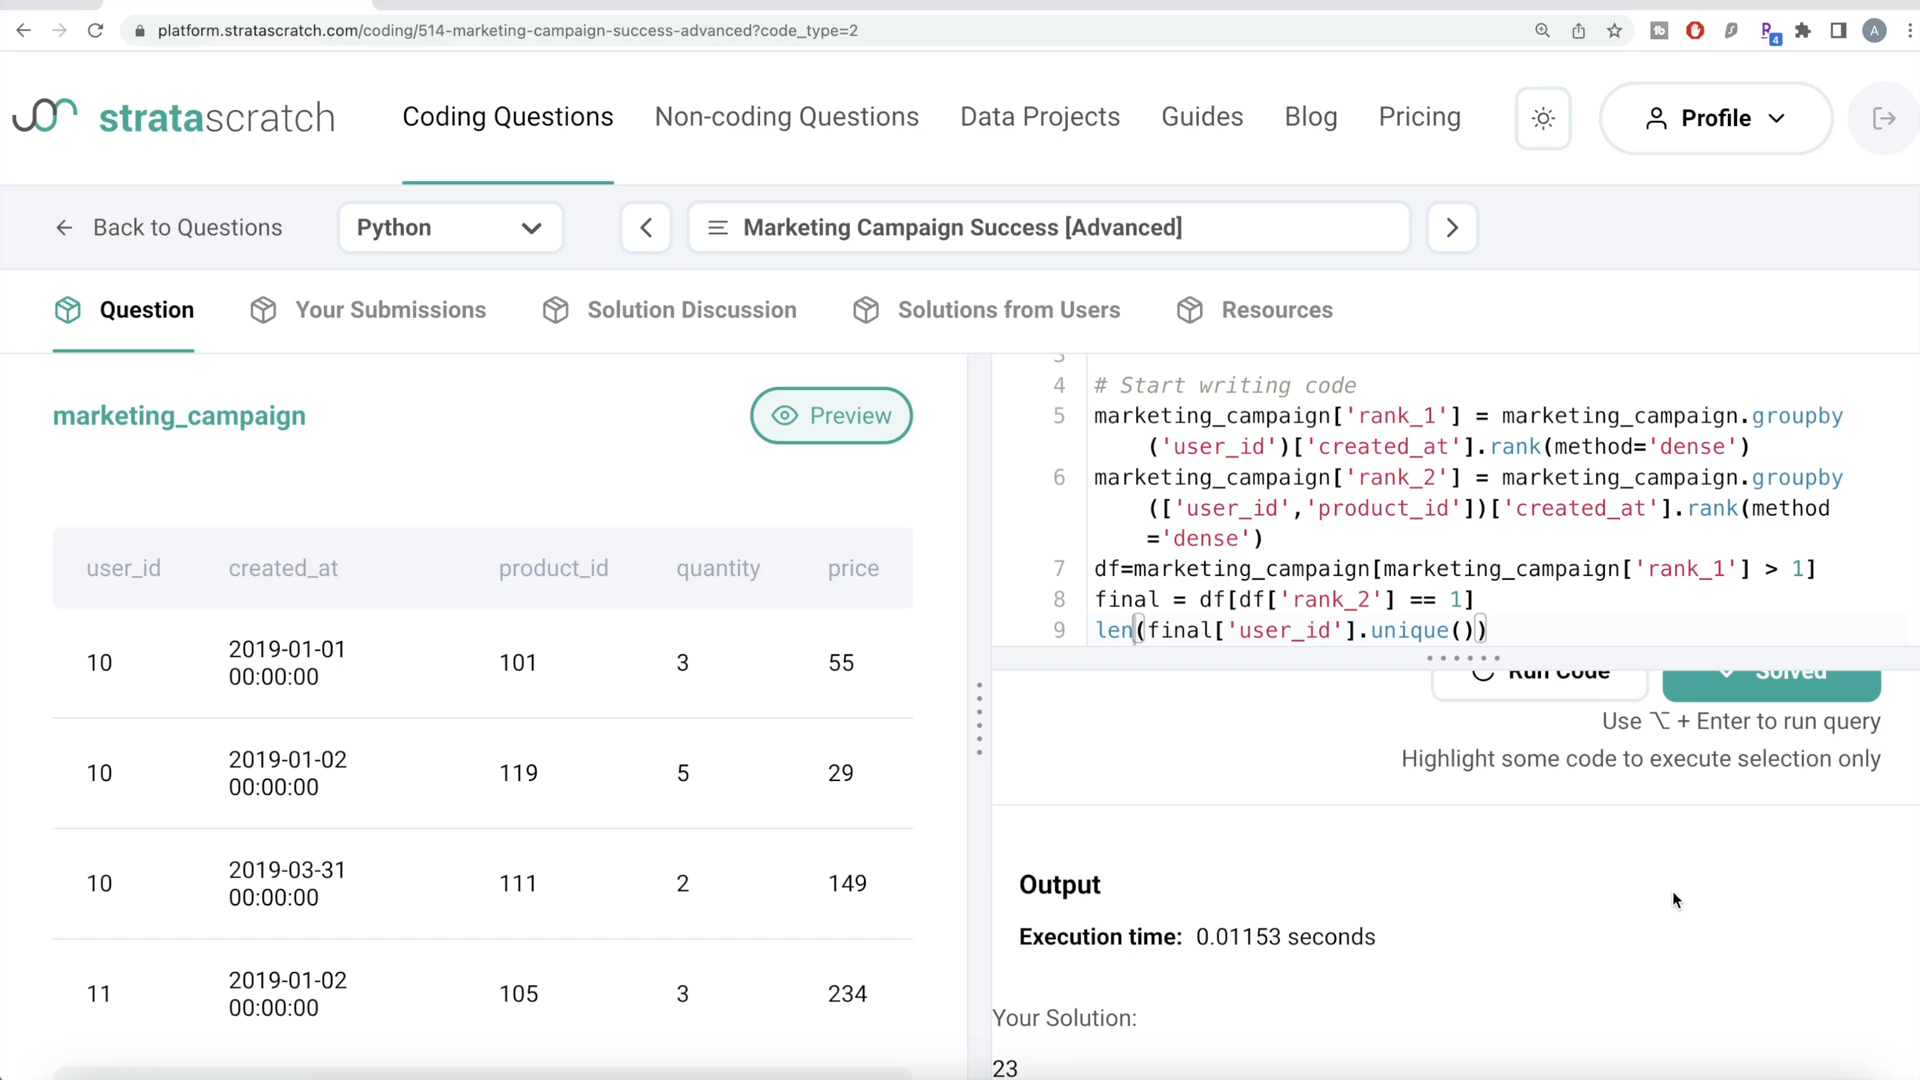 platform.stratascratch.com/coding/514-marketing-campaign-success-advanced?code_type=2
tb
4
A
stratascratch
Coding Questions
Non-coding Questions
Data Projects
Guides
Blog
Pricing
Profile
Back to Questions
Python
Marketing Campaign Success [Advanced]
Question
Your Submissions
Solution Discussion
Solutions from Users
Resources
marketing_campaign
Preview
user_id created_at product_id quantity price
10 2019-01-01 00:00:00 101 3 55
10 2019-01-02 00:00:00 119 5 29
10 2019-03-31 00:00:00 111 2 149
11 2019-01-02 00:00:00 105 3 234
3
4 # Start writing code
5 marketing_campaign['rank_1'] = marketing_campaign.groupby
('user_id')['created_at'].rank(method='dense')
6 marketing_campaign['rank_2'] = marketing_campaign.groupby
(['user_id','product_id'])['created_at'].rank(method
='dense')
7 df=marketing_campaign[marketing_campaign['rank_1'] > 1]
8 final = df[df['rank_2'] == 1]
9 len(final['user_id'].unique())
Run Code
Solved
Use ⌥ + Enter to run query
Highlight some code to execute selection only
Output
Execution time: 0.01153 seconds
Your Solution:
23